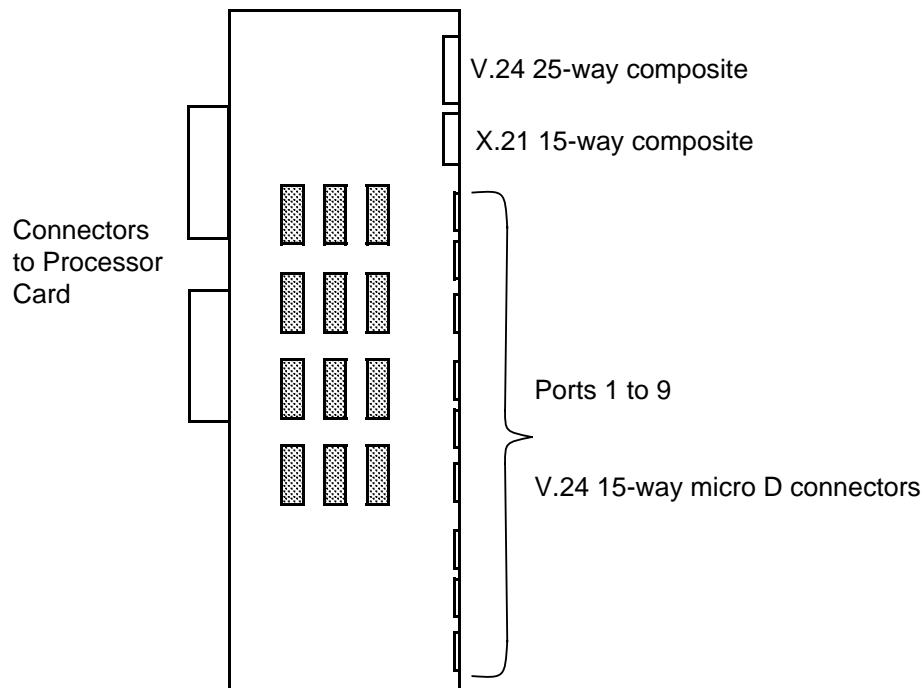 V.24 25-way composite
X.21 15-way composite
Connectors
to Processor
Card
Ports 1 to 9
V.24 15-way micro D connectors